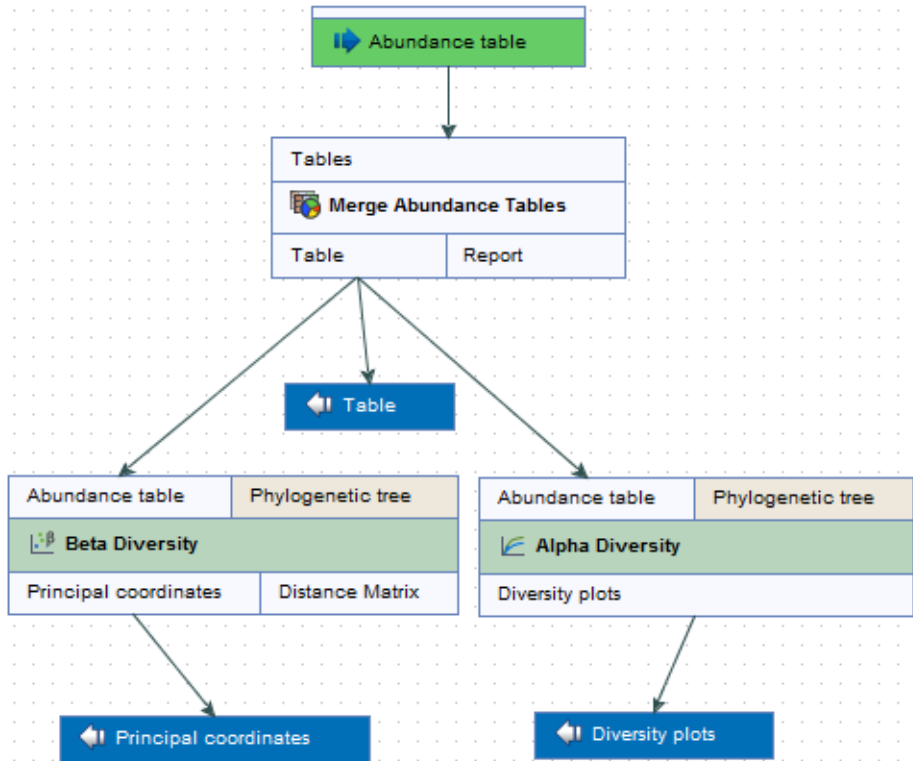 Abundance table
Tables
Merge Abundance Tables
Table Report
Table
Abundance table Phylogenetic tree
β Beta Diversity
Principal coordinates Distance Matrix
Abundance table Phylogenetic tree
Alpha Diversity
Diversity plots
Principal coordinates
Diversity plots